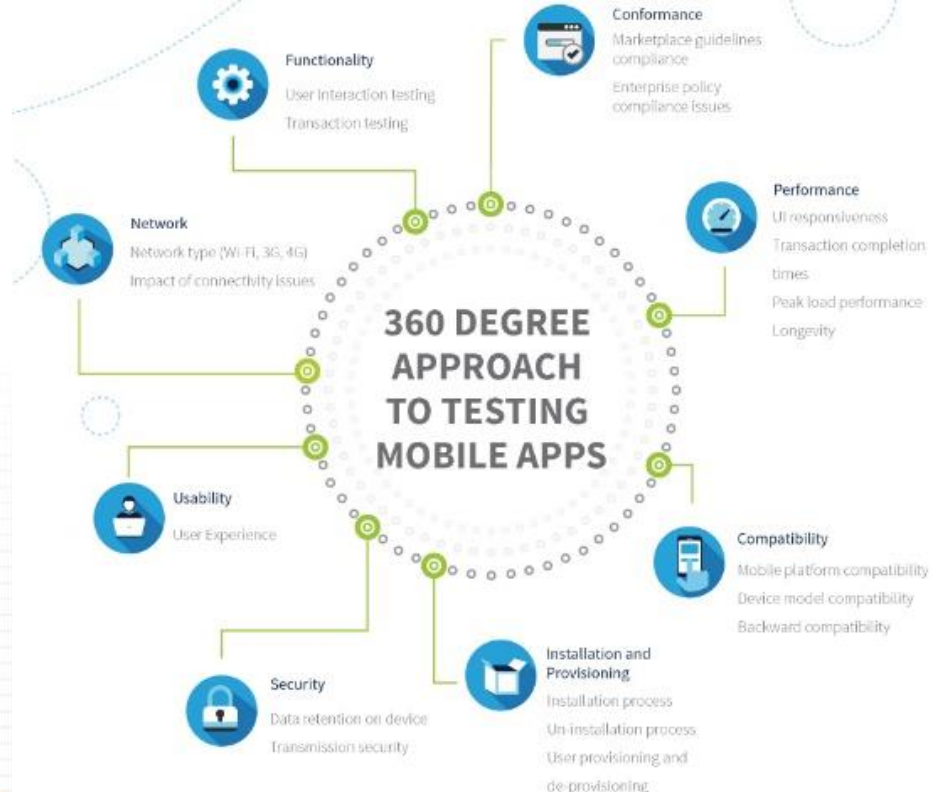 Conformance
Marketplace guidelines
compliance
Enterprise policy
compliance issues
Functionality
User Interaction testing
Transaction testing
Performance
UI responsiveness
Transaction completion
times
Peak load performance
Longevity
Network
Network type (Wi-Fi, 3G, 4G)
Impact of connectivity issues
360 DEGREE
APPROACH
TO TESTING
MOBILE APPS
Usability
User Experience
Compatibility
Mobile platform compatibility
Device model compatibility
Backward compatibility
Installation and
Provisioning
Installation process
Un-installation process
User provisioning and
de-provisioning
Security
Data retention on device
Transmission security